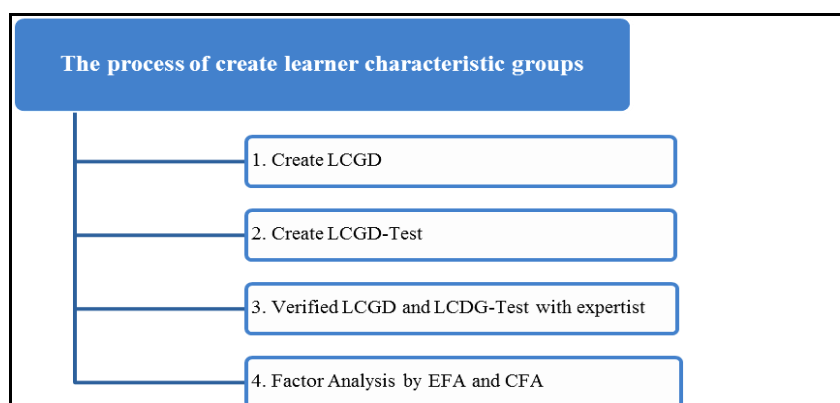 The process of create learner characteristic groups
1. Create LCGD
2. Create LCGD-Test
3. Verified LCGD and LCDG-Test with expertist
4. Factor Analysis by EFA and CFA